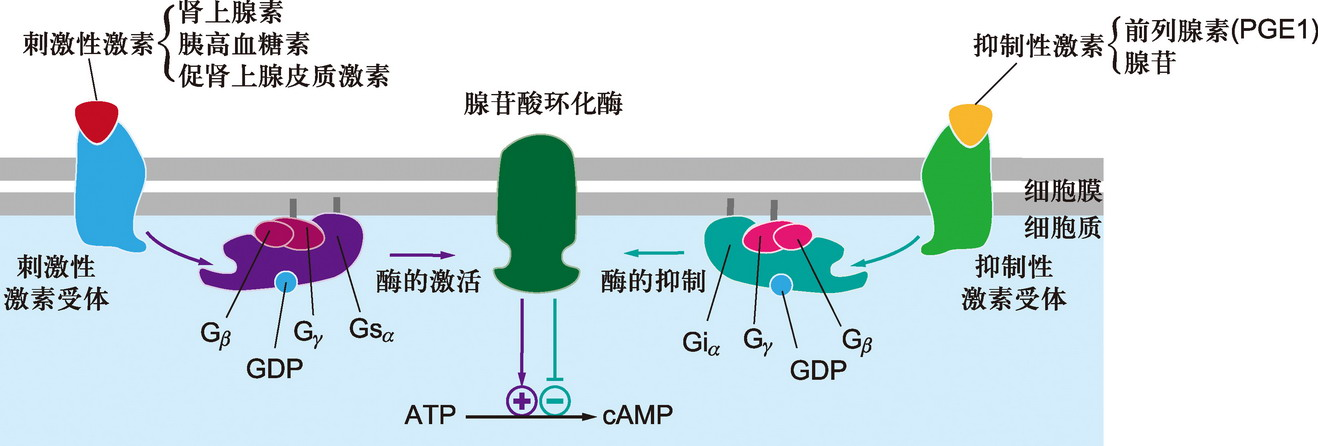 刺激性激素
肾上腺素
胰高血糖素
促肾上腺皮质激素
抑制性激素
前列腺素(PGE1)
腺苷
腺苷酸环化酶
细胞膜
细胞质
刺激性
激素受体
酶的激活
酶的抑制
抑制性
激素受体
Gβ
Gγ
Gsα
GDP
Giα
Gγ
Gβ
GDP
+
−
ATP
cAMP